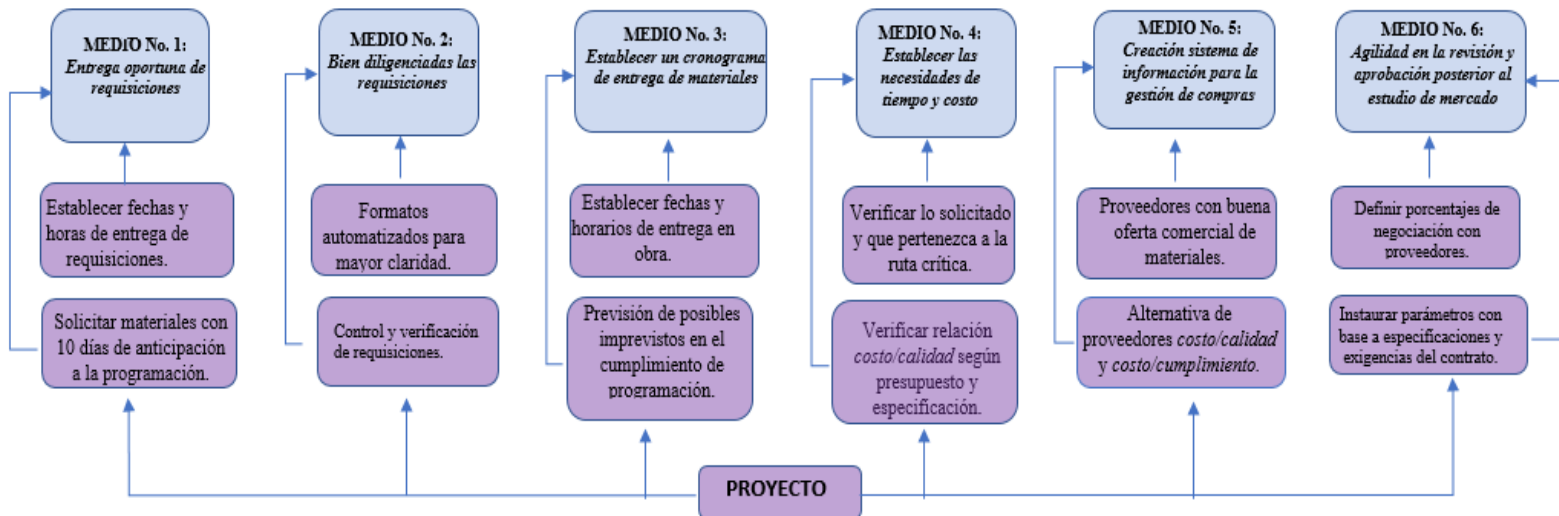 MEDIO No. 1:
Entrega oportuna de
requisiciones
MEDIO No. 2:
Bien diligenciadas las
requisiciones
MEDIO No. 3:
Establecer un cronograma
de entrega de materiales
MEDIO No. 4:
Establecer las
necesidades de
tiempo y costo
MEDIO No. 5:
Creación sistema de
información para la
gestión de compras
MEDIO No. 6:
Agilidad en la revisión y
aprobación posterior al
estudio de mercado
Establecer fechas y
horas de entrega de
requisiciones.
Formatos
automatizados para
mayor claridad.
Establecer fechas y
horarios de entrega en
obra.
Verificar lo solicitado
y que pertenezca a la
ruta crítica.
Proveedores con buena
oferta comercial de
materiales.
Definir porcentajes de
negociación con
proveedores.
Solicitar materiales con
10 días de anticipación
a la programación.
Control y verificación
de requisiciones.
Previsión de posibles
imprevistos en el
cumplimiento de
programación.
Verificar relación
costo/calidad según
presupuesto y
especificación.
Alternativa de
proveedores costo/calidad
y costo/cumplimiento.
Instaurar parámetros con
base a especificaciones y
exigencias del contrato.
PROYECTO